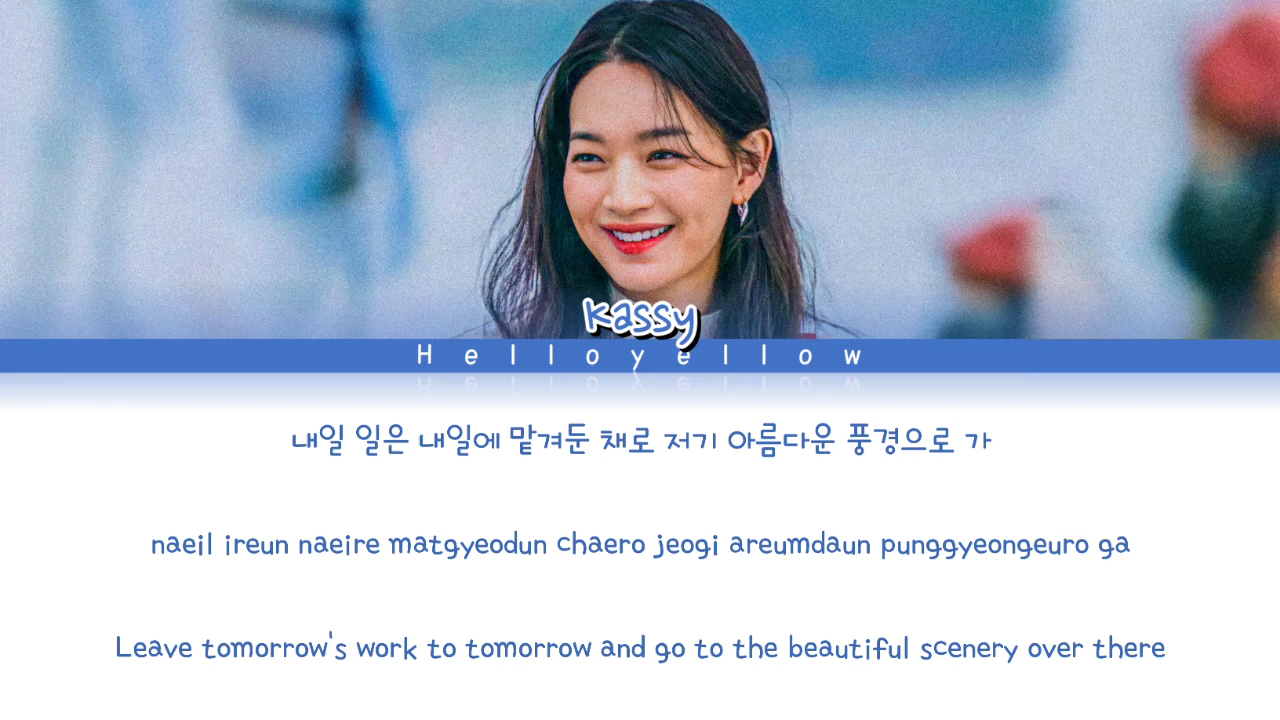 kassy
Helloyellow
내일 일은 내일에 맡겨둔 채로 저기 아름다운 풍경으로 가
naeil ireun naeire matgyeodun chaero jeogi areumdaun punggyeongeuro ga
Leave tomorrow's work to tomorrow and go to the beautiful scenery over there